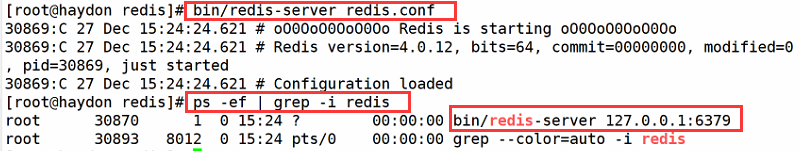 [root@haydon redis]# bin/redis-server redis.conf
30869:C 27 Dec 15:24:24.621 # oO0OoO0OoO0Oo Redis is starting oO0OoO0OoO0Oo
30869:C 27 Dec 15:24:24.621 # Redis version=4.0.12, bits=64, commit=00000000, modified=0
, pid=30869, just started
30869:C 27 Dec 15:24:24.621 # Configuration loaded
[root@haydon redis]# ps -ef | grep -i redis
root     30870     1  0 15:24 ?        00:00:00 bin/redis-server 127.0.0.1:6379
root     30893  8012  0 15:24 pts/0    00:00:00 grep --color=auto -i redis